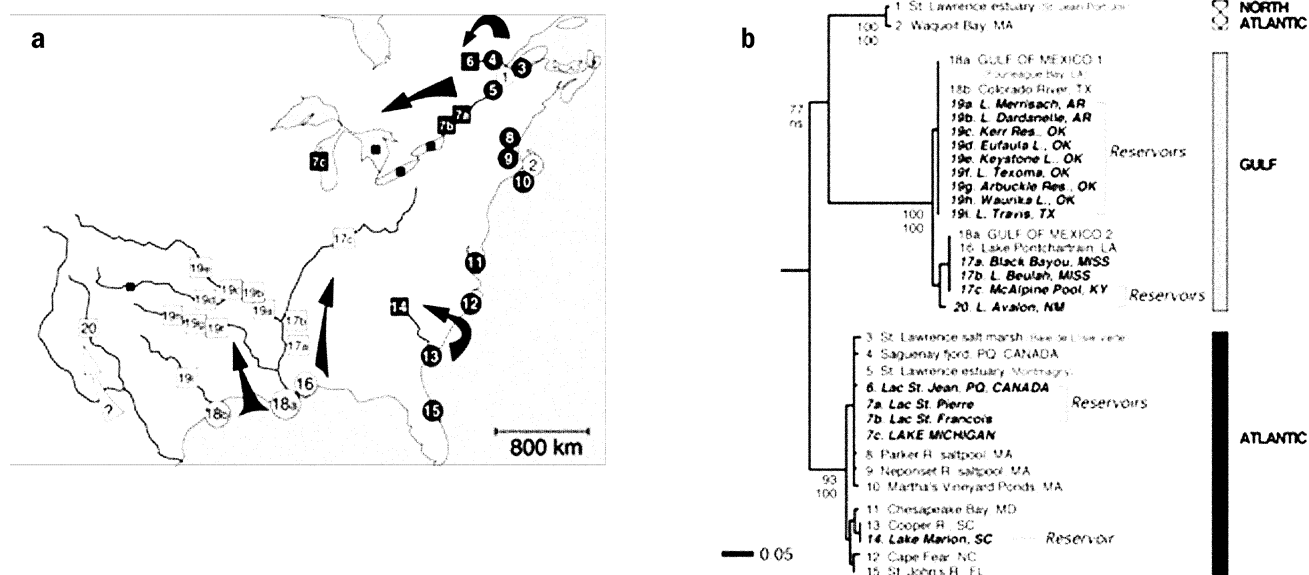 a
6
4
3
1
5
7a
7b
7c
8
9
2
10
11
12
13
14
15
17c
19e
19c
19b
19d
19a
19h
19g
19f
17b
17a
20
19i
16
18a
18b
?
800 km
b
1 St. Lawrence estuary
2 Waquoit Bay, MA
100
100
NORTH
ATLANTIC
77
ns
18a. GULF OF MEXICO 1
18b. Colorado River, TX
19a. L. Merrisach, AR
19b. L. Dardanelle, AR
19c. Kerr Res., OK
19d. Eufaula L., OK
19e. Keystone L., OK
19f. L. Texoma, OK
19g. Arbuckle Res., OK
19h. Waurika L., OK
19i. L. Travis, TX
Reservoirs
GULF
100
100
18a. GULF OF MEXICO 2
16. Lake Pontchartrain, LA
17a. Black Bayou, MISS
17b. L. Beulah, MISS
17c. McAlpine Pool, KY
20. L. Avalon, NM
Reservoirs
3 St. Lawrence salt marsh
4 Saguenay fjord, PQ, CANADA
5 St. Lawrence estuary
6. Lac St. Jean, PQ, CANADA
7a. Lac St. Pierre
7b. Lac St. Francois
7c. LAKE MICHIGAN
Reservoirs
8 Parker R. saltpool, MA
9 Neponset R. saltpool, MA
10 Martha's Vineyard Ponds, MA
ATLANTIC
93
100
11 Chesapeake Bay, MD
13 Cooper R., SC
14. Lake Marion, SC
Reservoir
12 Cape Fear, NC
15 St. John's R., FL
0.05